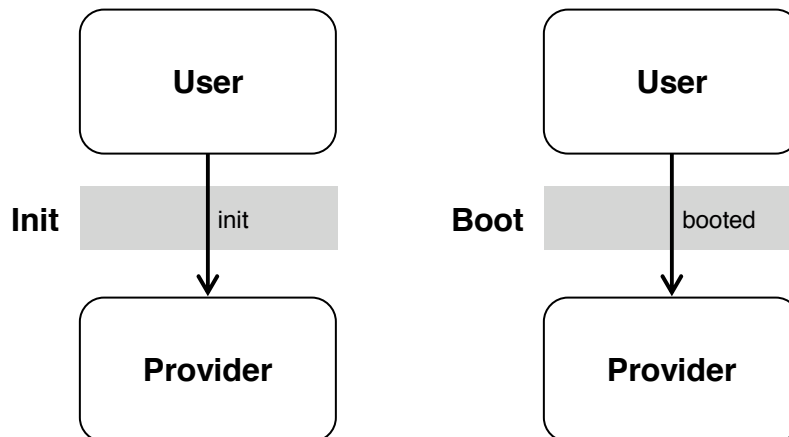 User
Init
init
Provider
User
Boot
booted
Provider